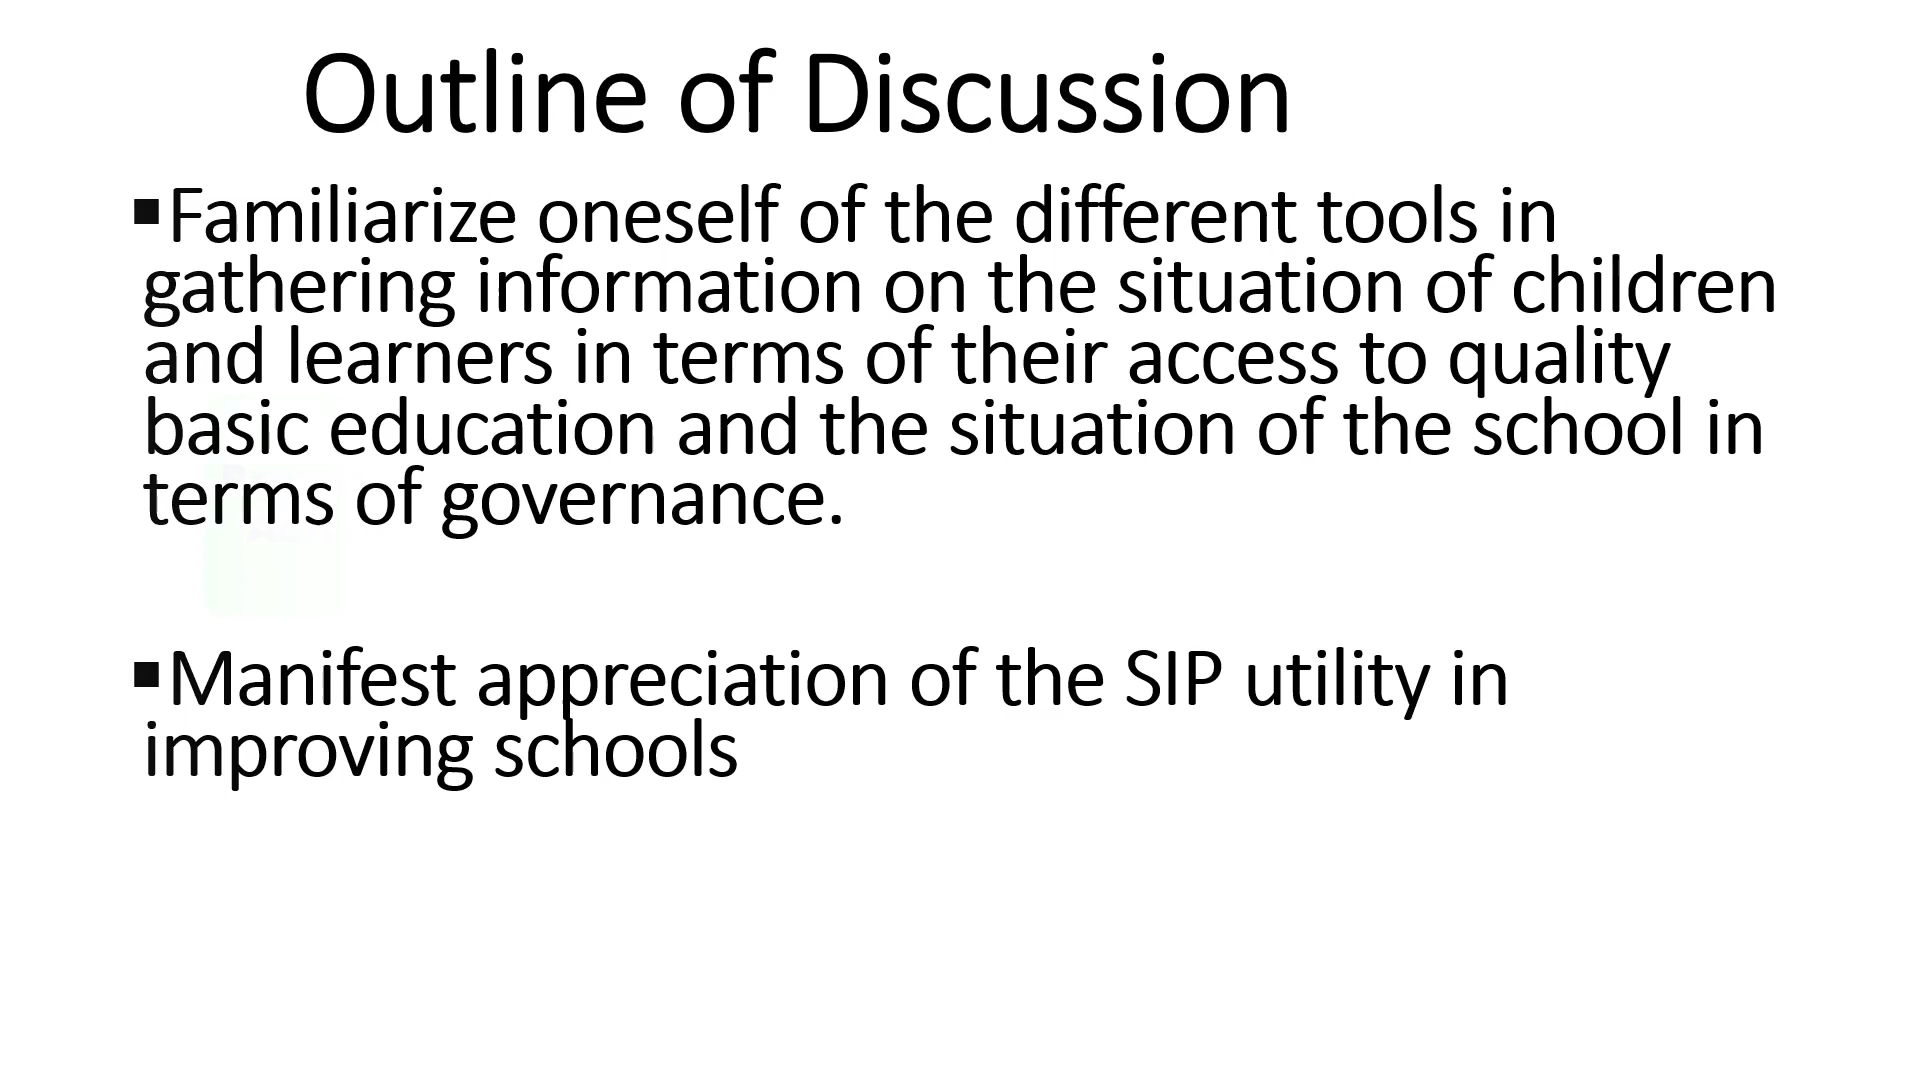 Outline of Discussion
▪Familiarize oneself of the different tools in
gathering information on the situation of children
and learners in terms of their access to quality
basic education and the situation of the school in
terms of governance.
▪Manifest appreciation of the SIP utility in
improving schools